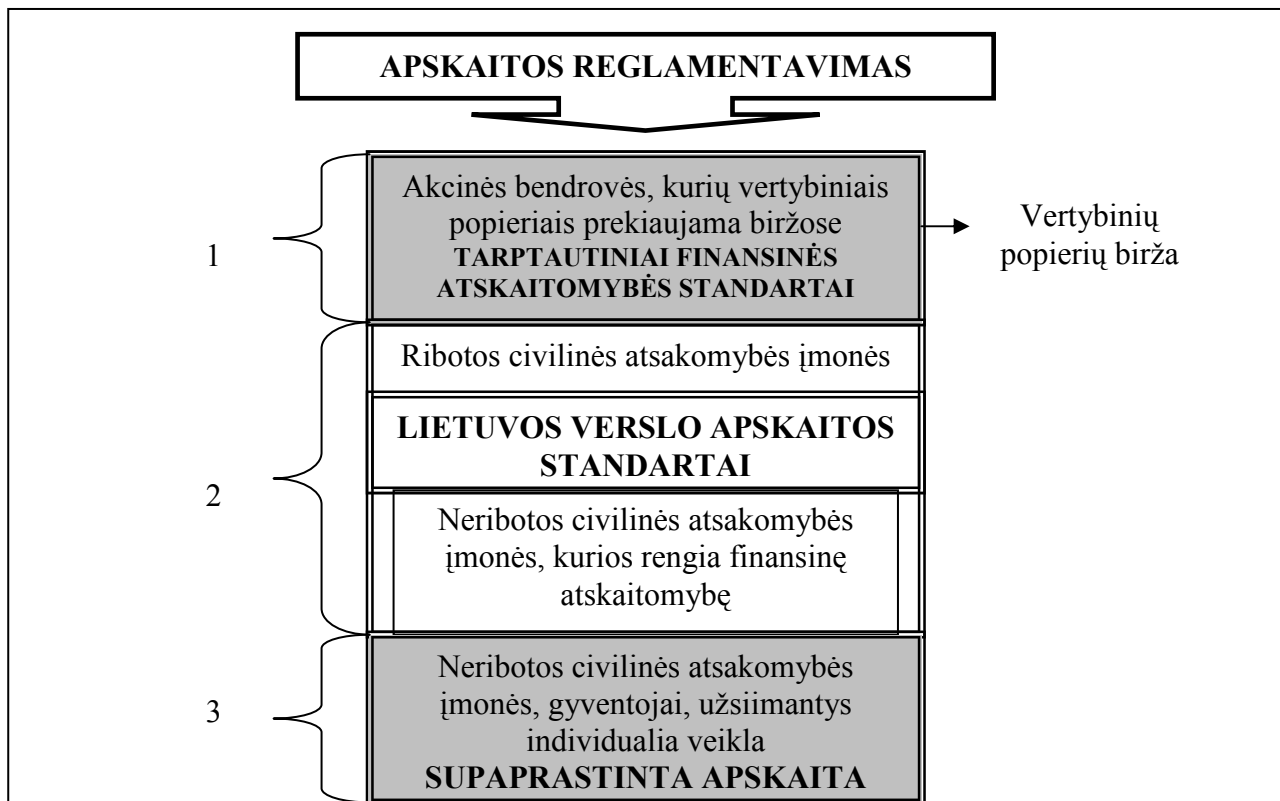 APSKAITOS REGLAMENTAVIMAS
1
Akcinės bendrovės, kurių vertybiniais
popieriais prekiaujama biržose
TARPTAUTINIAI FINANSINĖS
ATSKAITOMYBĖS STANDARTAI
Vertybinių
popierių birža
2
Ribotos civilinės atsakomybės įmonės
LIETUVOS VERSLO APSKAITOS
STANDARTAI
Neribotos civilinės atsakomybės
įmonės, kurios rengia finansinę
atskaitomybę
3
Neribotos civilinės atsakomybės
įmonės, gyventojai, užsiimantys
individualia veikla
SUPAPRASTINTA APSKAITA